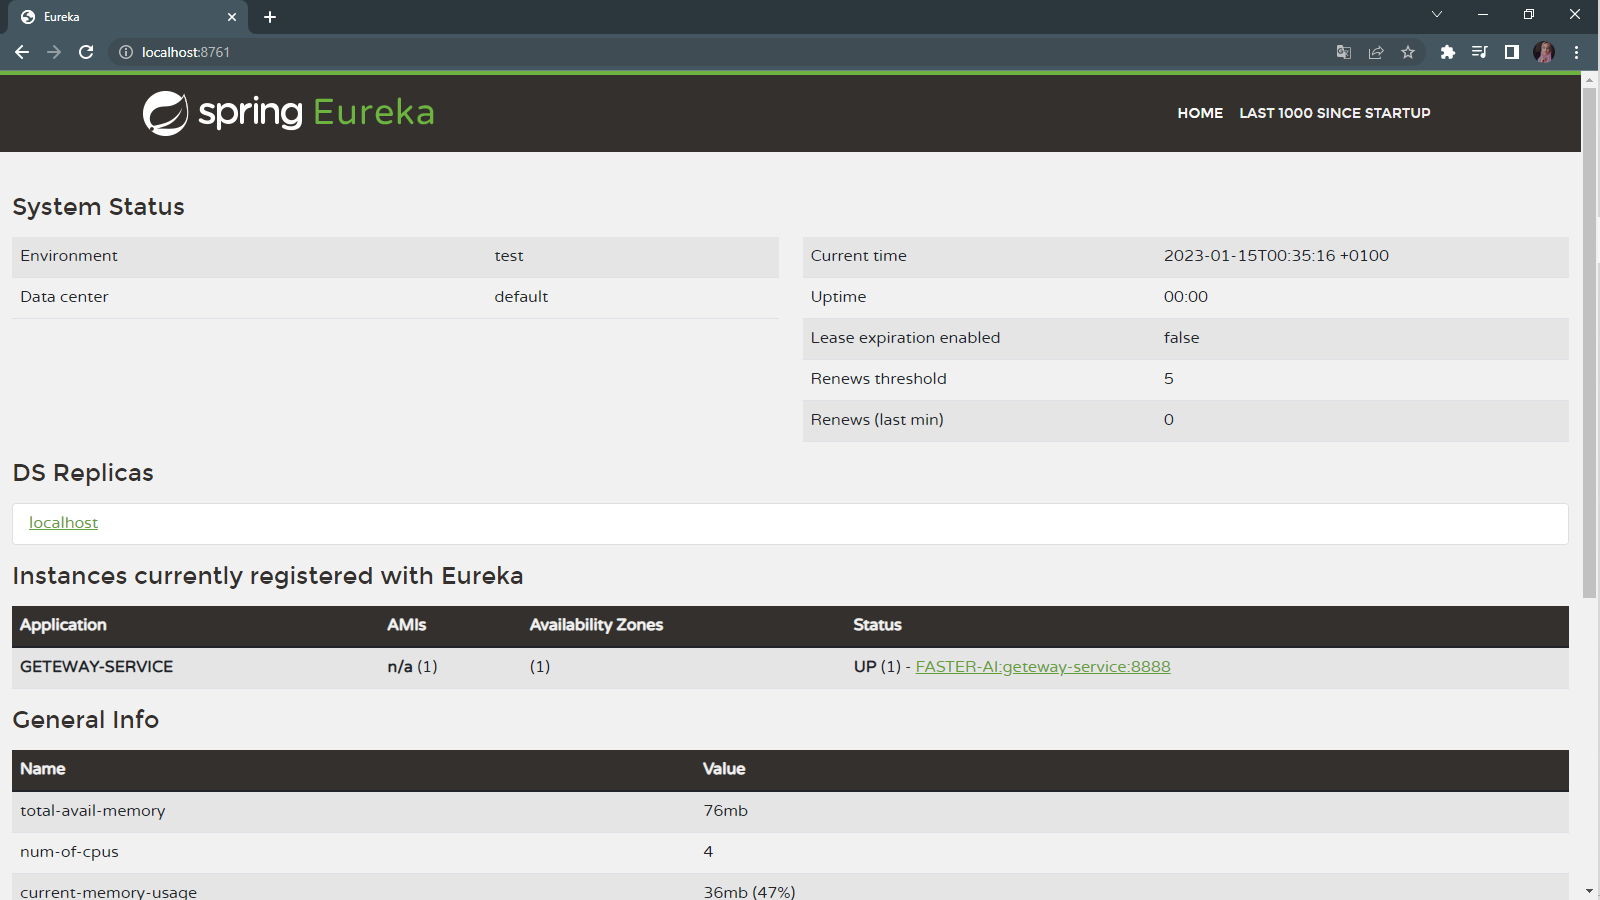 Eureka
localhost:8761
spring Eureka
HOME LAST 1000 SINCE STARTUP
System Status
Environment test
Data center default
Current time 2023-01-15T00:35:16 +0100
Uptime 00:00
Lease expiration enabled false
Renews threshold 5
Renews (last min) 0
DS Replicas
localhost
Instances currently registered with Eureka
Application AMIs Availability Zones Status
GETEWAY-SERVICE n/a (1) (1) UP (1) - FASTER-AI:geteway-service:8888
General Info
Name Value
total-avail-memory 76mb
num-of-cpus 4
current-memory-usage 36mb (47%)